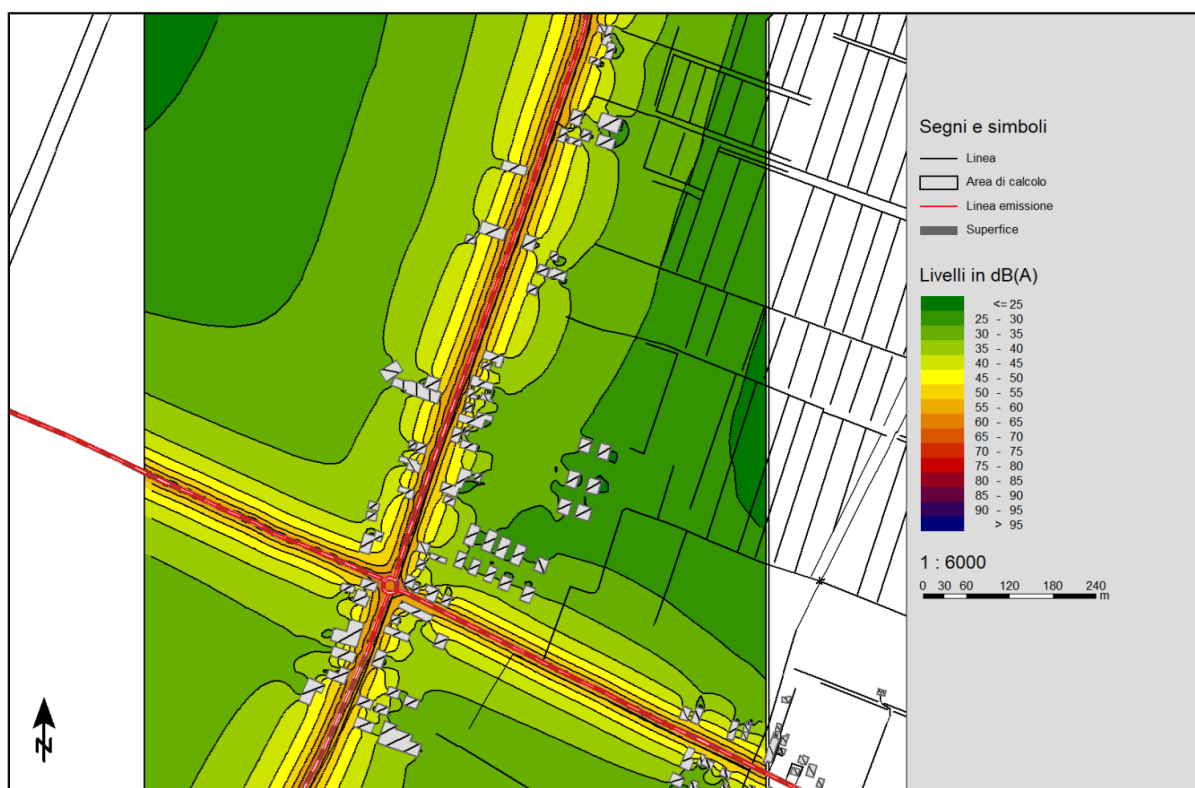 Segni e simboli
Linea
Area di calcolo
Linea emissione
Superfice
Livelli in dB(A)
<= 25
25 - 30
30 - 35
35 - 40
40 - 45
45 - 50
50 - 55
55 - 60
60 - 65
65 - 70
70 - 75
75 - 80
80 - 85
85 - 90
90 - 95
> 95
1 : 6000
0 30 60 120 180 240
m
N